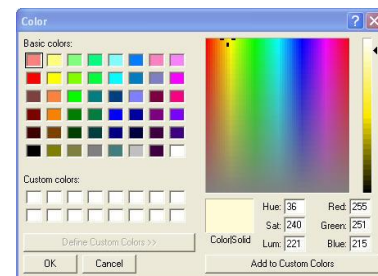 Color
Basic colors:
Custom colors:
Define Custom Colors >>
OK Cancel
Color|Solid
Hue: 36 Red: 255
Sat: 240 Green: 251
Lum: 221 Blue: 215
Add to Custom Colors